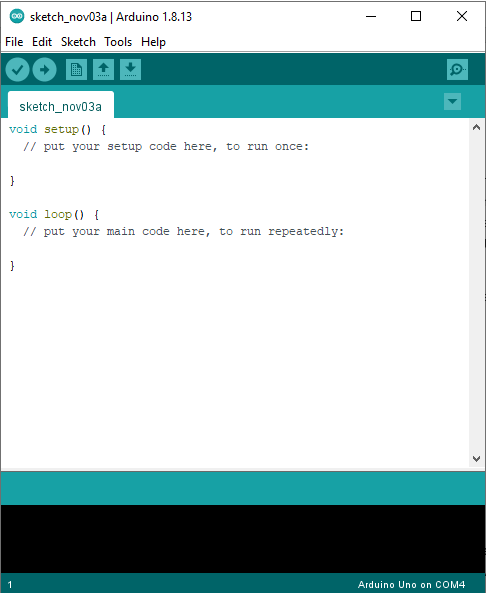 sketch_nov03a | Arduino 1.8.13
File Edit Sketch Tools Help
sketch_nov03a
void setup() {
  // put your setup code here, to run once:
}
void loop() {
  // put your main code here, to run repeatedly:
}
1 Arduino Uno on COM4